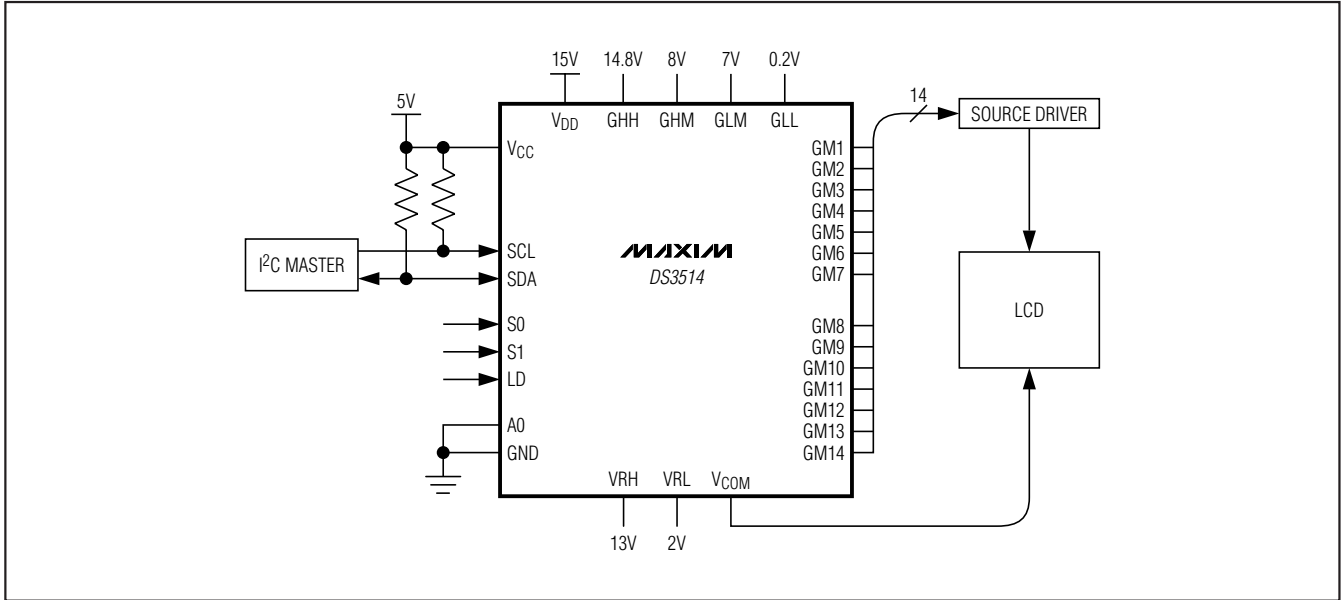 15V 14.8V 8V 7V 0.2V
5V
14
SOURCE DRIVER
VDD GHH GHM GLM GLL
VCC
GM1
GM2
GM3
GM4
GM5
GM6
GM7
SCL
SDA
I²C MASTER
MAXIM
DS3514
LCD
S0
S1
LD
GM8
GM9
GM10
GM11
GM12
GM13
GM14
A0
GND
VRH VRL VCOM
13V 2V